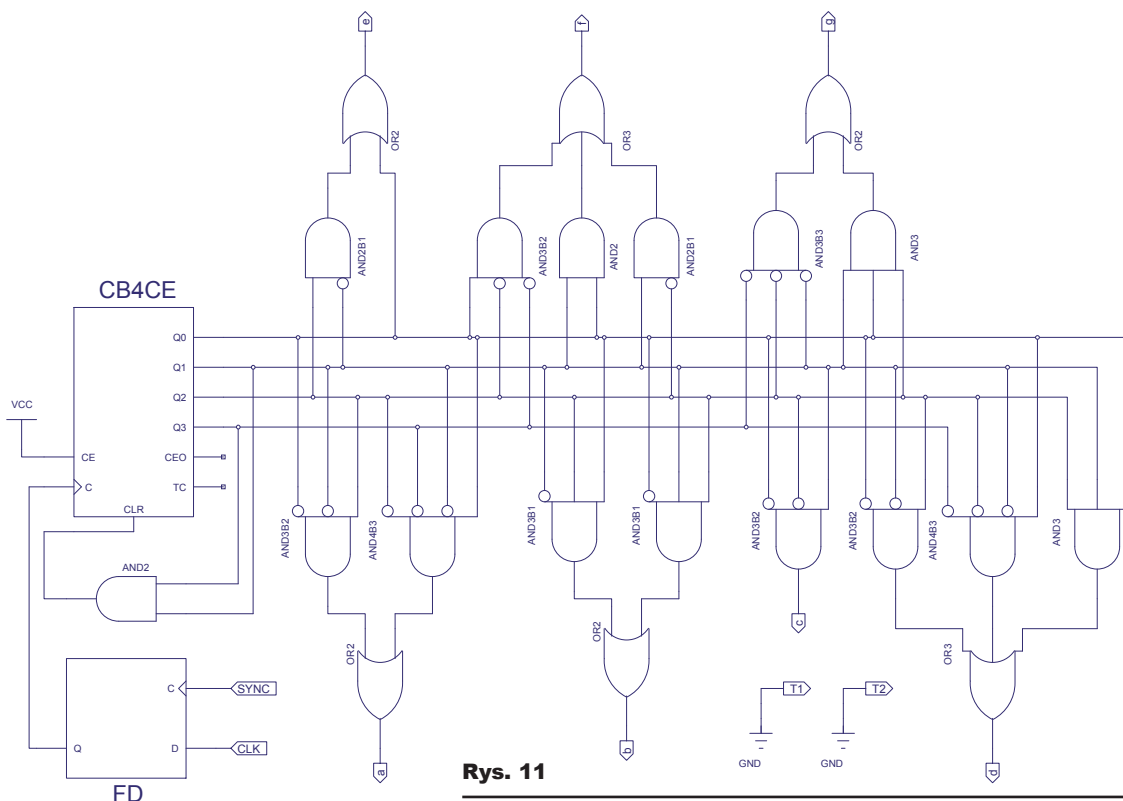 e
f
g
OR2
OR3
OR2
AND2B1
AND3B2
AND2
AND2B1
AND3B3
AND3
CB4CE
Q0
Q1
VCC
Q2
Q3
CE
CEO
C
TC
CLR
AND3B2
AND4B3
AND3B1
AND3B1
AND3B2
AND3B2
AND4B3
AND3
AND2
c
OR2
OR2
OR3
C
SYNC
T1
T2
Q
D
CLK
GND
GND
a
b
d
Rys. 11
FD